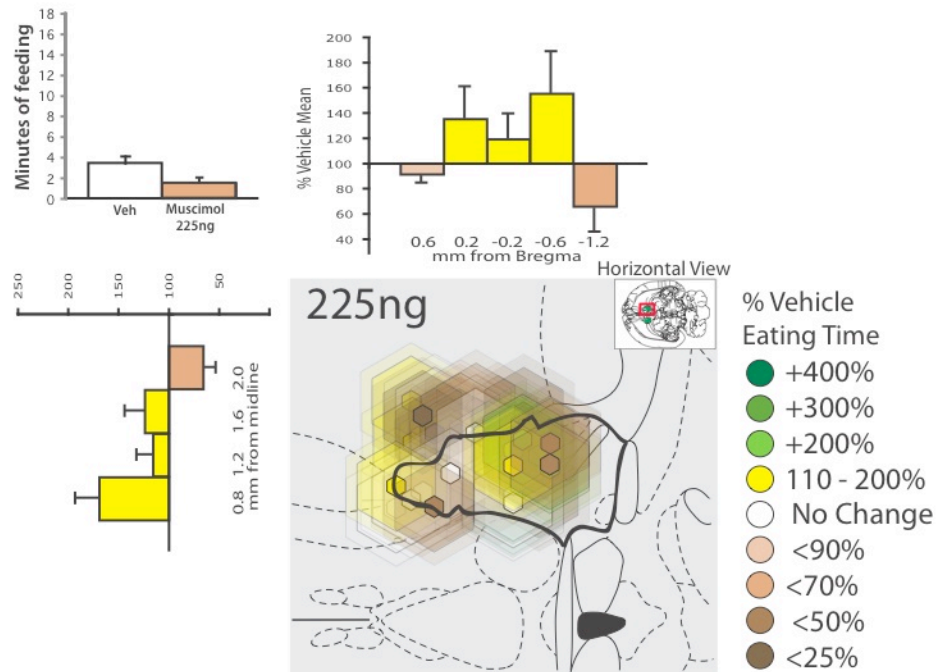 18
16
14
12
10
8
6
4
2
0
Minutes of feeding
Veh
Muscimol
225ng
200
180
160
140
120
100
80
60
40
% Vehicle Mean
0.6 0.2 -0.2 -0.6 -1.2
mm from Bregma
250 200 150 100 50
2.0
1.6
1.2
0.8
mm from midline
Horizontal View
225ng
% Vehicle
Eating Time
+400%
+300%
+200%
110 - 200%
No Change
<90%
<70%
<50%
<25%